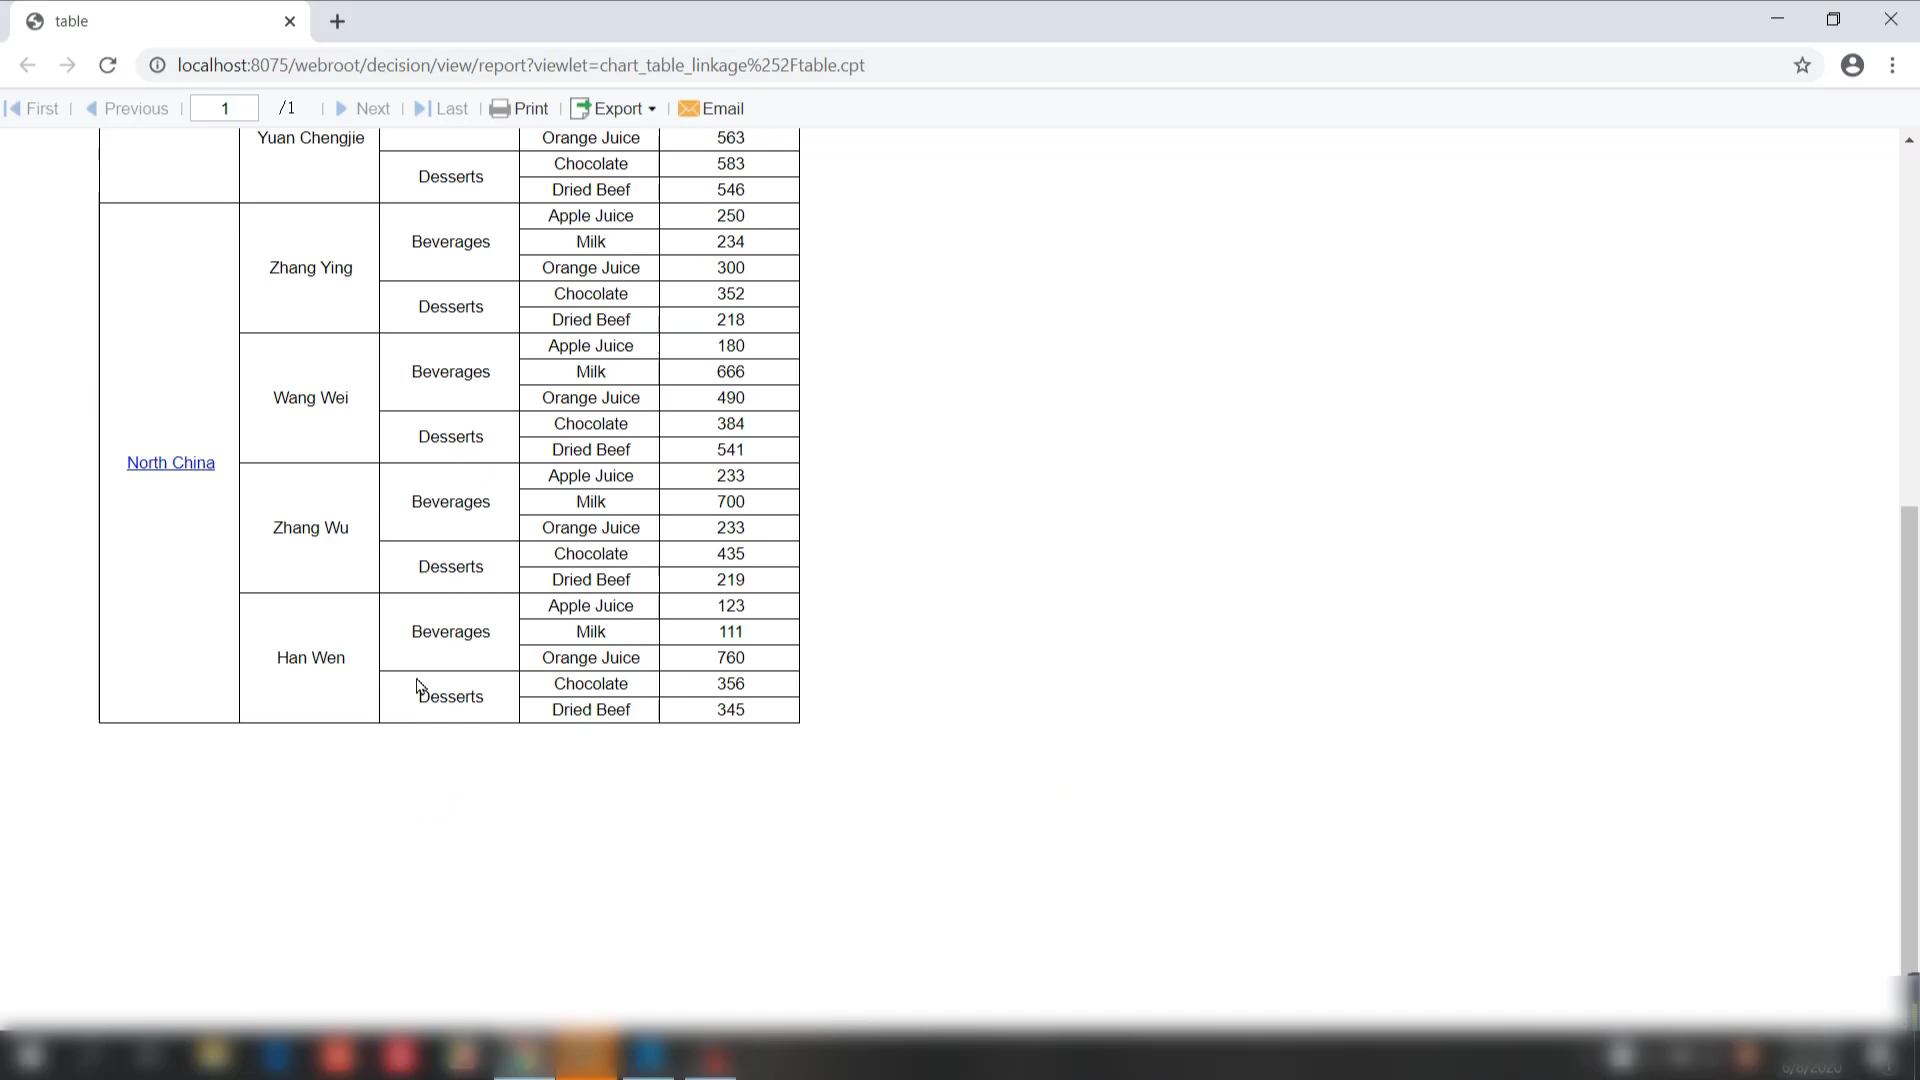 table
localhost:8075/webroot/decision/view/report?viewlet=chart_table_linkage%252Ftable.cpt
First Previous 1 /1 Next Last Print Export Email
Yuan Chengjie Orange Juice 563
Desserts Chocolate 583
Dried Beef 546
North China Zhang Ying Beverages Apple Juice 250
Milk 234
Orange Juice 300
Desserts Chocolate 352
Dried Beef 218
Wang Wei Beverages Apple Juice 180
Milk 666
Orange Juice 490
Desserts Chocolate 384
Dried Beef 541
Zhang Wu Beverages Apple Juice 233
Milk 700
Orange Juice 233
Desserts Chocolate 435
Dried Beef 219
Han Wen Beverages Apple Juice 123
Milk 111
Orange Juice 760
Desserts Chocolate 356
Dried Beef 345